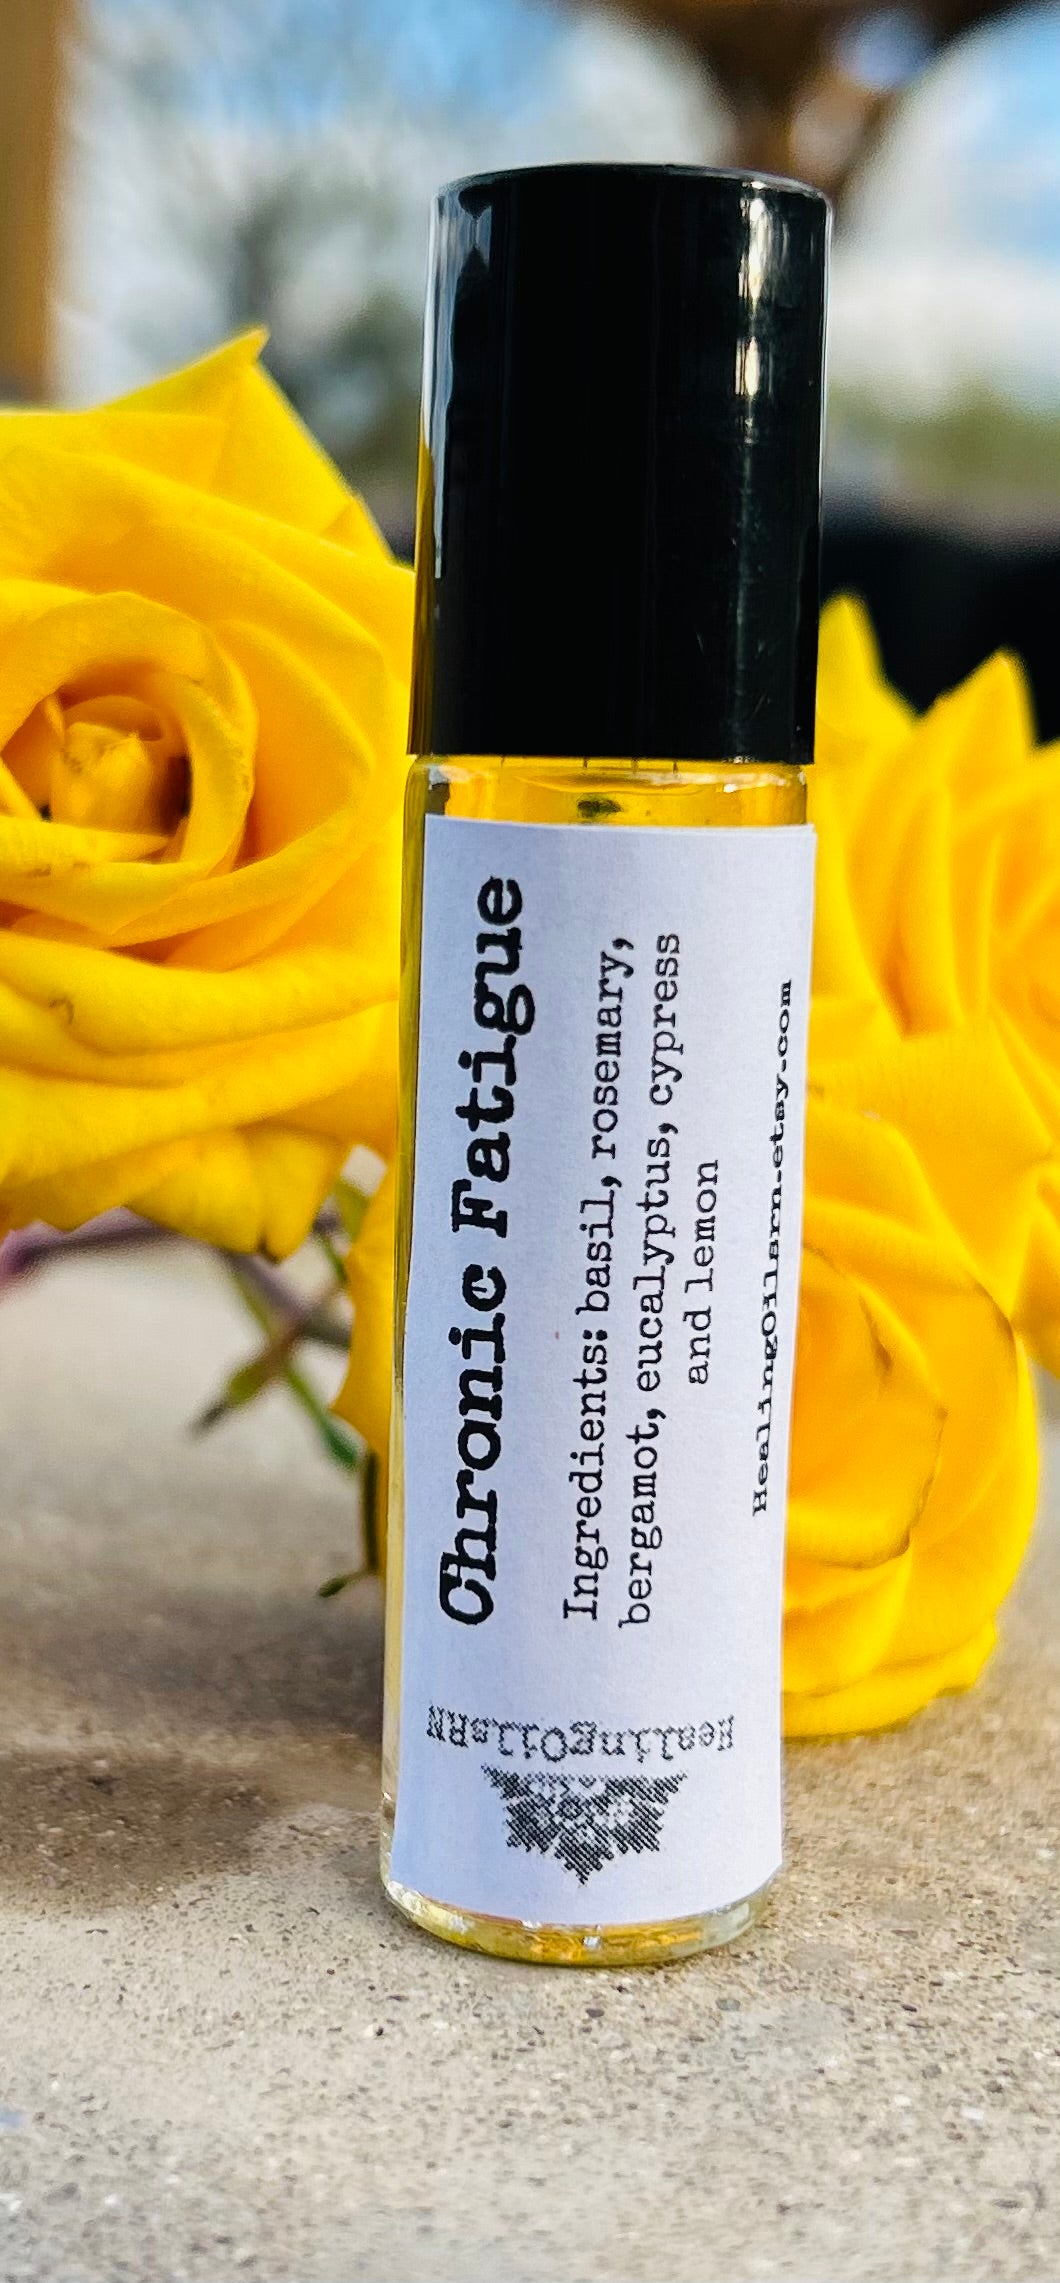 Chronic Fatigue
Ingredients: basil, rosemary,
bergamot, eucalyptus, cypress
and lemon
HealingOilsrn.etsy.com
HealingOilsRN